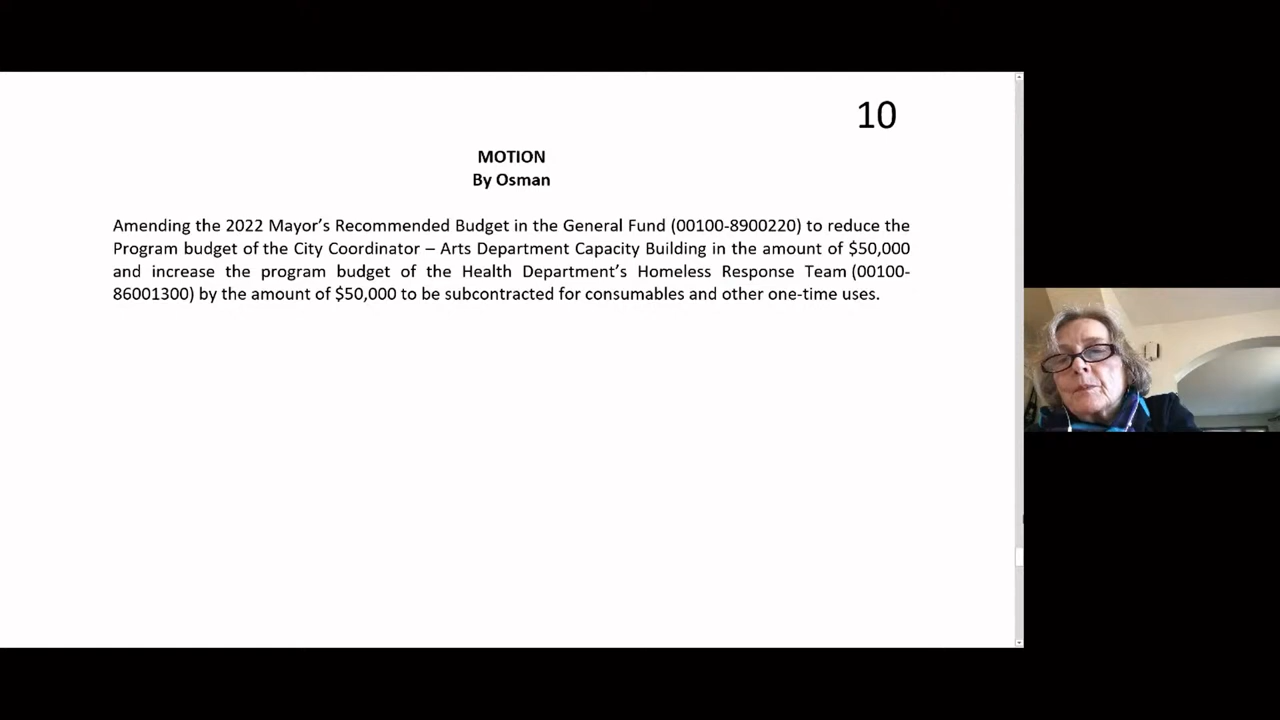 10
MOTION
By Osman
Amending the 2022 Mayor’s Recommended Budget in the General Fund (00100-8900220) to reduce the
Program budget of the City Coordinator – Arts Department Capacity Building in the amount of $50,000
and increase the program budget of the Health Department’s Homeless Response Team (00100-
86001300) by the amount of $50,000 to be subcontracted for consumables and other one-time uses.